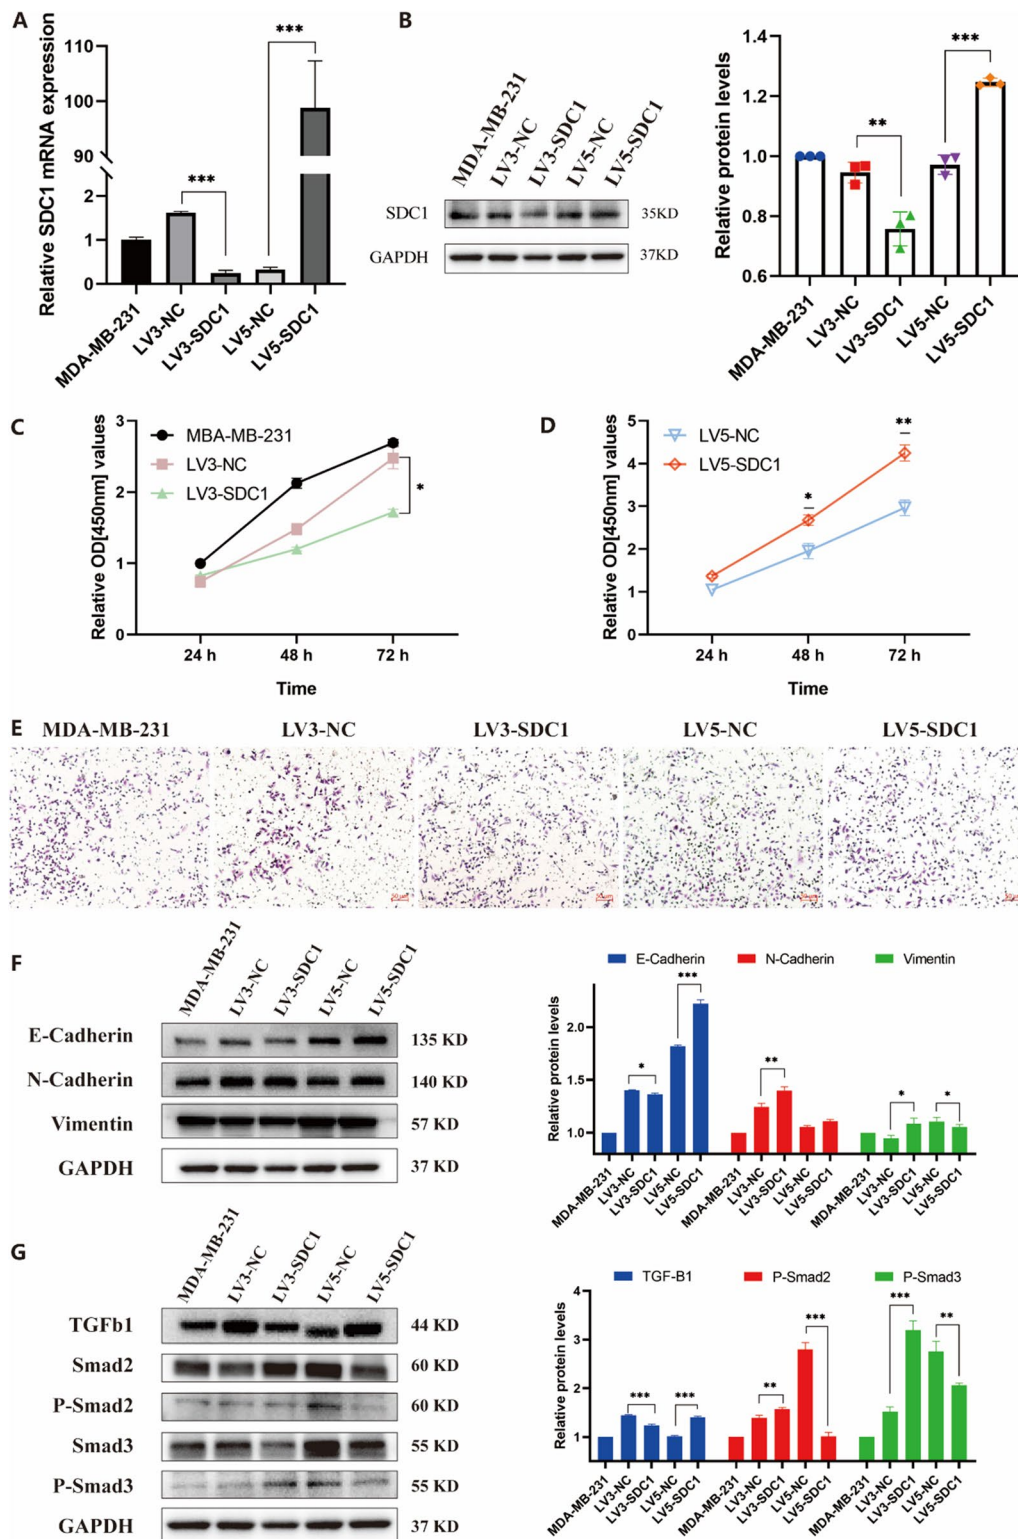 A
Relative SDC1 mRNA expression
110
100
90
2
1
0
***
***
MDA-MB-231
LV3-NC
LV3-SDC1
LV5-NC
LV5-SDC1
B
MDA-MB-231
LV3-NC
LV3-SDC1
LV5-NC
LV5-SDC1
SDC1
35KD
GAPDH
37KD
Relative protein levels
1.4
1.2
1.0
0.8
0.6
**
***
MDA-MB-231
LV3-NC
LV3-SDC1
LV5-NC
LV5-SDC1
C
Relative OD[450nm] values
3
2
1
0
MBA-MB-231
LV3-NC
LV3-SDC1
*
24 h
48 h
72 h
Time
D
Relative OD[450nm] values
5
4
3
2
1
0
LV5-NC
LV5-SDC1
*
**
24 h
48 h
72 h
Time
E
MDA-MB-231
LV3-NC
LV3-SDC1
LV5-NC
LV5-SDC1
F
MDA-MB-231
LV3-NC
LV3-SDC1
LV5-NC
LV5-SDC1
E-Cadherin
135 KD
N-Cadherin
140 KD
Vimentin
57 KD
GAPDH
37 KD
E-Cadherin
N-Cadherin
Vimentin
Relative protein levels
2.0
1.5
1.0
*
***
**
*
*
MDA-MB-231
LV3-NC
LV3-SDC1
LV5-NC
LV5-SDC1
MDA-MB-231
LV3-NC
LV3-SDC1
LV5-NC
LV5-SDC1
MDA-MB-231
LV3-NC
LV3-SDC1
LV5-NC
LV5-SDC1
G
MDA-MB-231
LV3-NC
LV3-SDC1
LV5-NC
LV5-SDC1
TGFb1
44 KD
Smad2
60 KD
P-Smad2
60 KD
Smad3
55 KD
P-Smad3
55 KD
GAPDH
37 KD
TGF-B1
P-Smad2
P-Smad3
Relative protein levels
4
3
2
1
***
***
**
***
***
**
MDA-MB-231
LV3-NC
LV3-SDC1
LV5-NC
LV5-SDC1
MDA-MB-231
LV3-NC
LV3-SDC1
LV5-NC
LV5-SDC1
MDA-MB-231
LV3-NC
LV3-SDC1
LV5-NC
LV5-SDC1